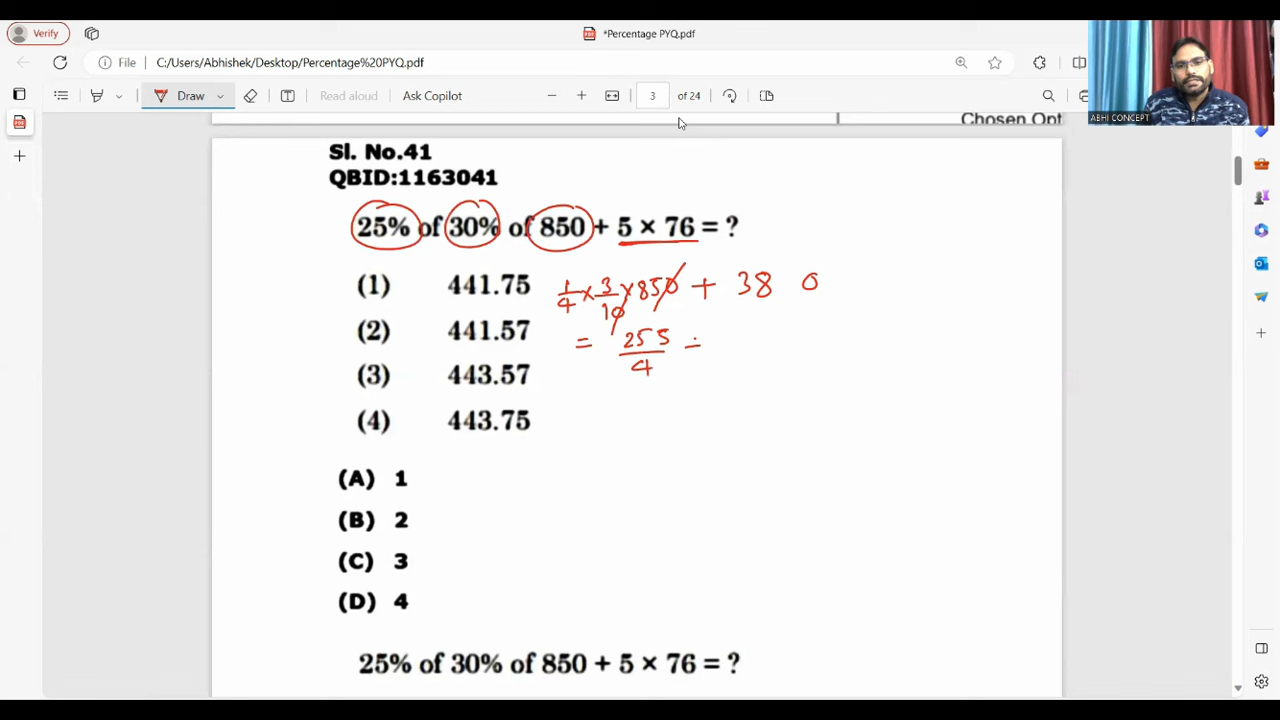 Verify
*Percentage PYQ.pdf
File C:/Users/Abhishek/Desktop/Percentage%20PYQ.pdf
Draw Read aloud Ask Copilot 3 of 24
ABHI CONCEPT
Chosen Opt
Sl. No.41
QBID:1163041
25% of 30% of 850 + 5 × 76 = ?
(1) 441.75
1/4 × 3/10 × 850 + 38 0
(2) 441.57
= 255/4 =
(3) 443.57
(4) 443.75
(A) 1
(B) 2
(C) 3
(D) 4
25% of 30% of 850 + 5 × 76 = ?